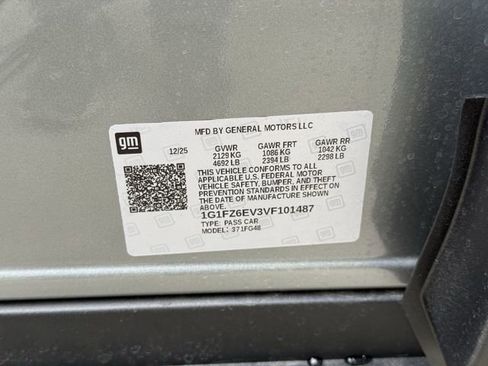 gm
MFD BY GENERAL MOTORS LLC
12/25 GVWR GAWR FRT GAWR RR
2129 KG 1086 KG 1042 KG
4692 LB 2394 LB 2298 LB
THIS VEHICLE CONFORMS TO ALL
APPLICABLE U.S. FEDERAL MOTOR
VEHICLE SAFETY, BUMPER, AND THEFT
PREVENTION STANDARDS IN EFFECT ON
THE DATE OF MANUFACTURE SHOWN
ABOVE.
1G1FZ6EV3VF101487
TYPE: PASS CAR
MODEL: 371FG48